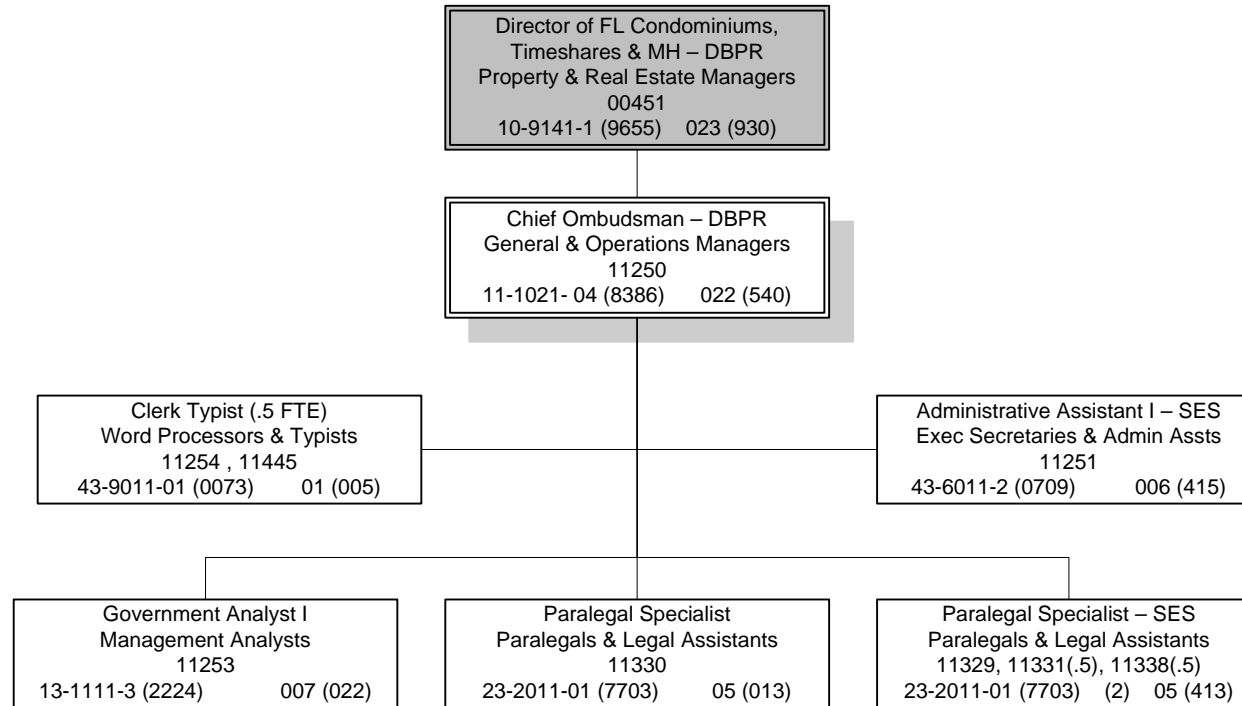 Director of FL Condominiums,
Timeshares & MH – DBPR
Property & Real Estate Managers
00451
10-9141-1 (9655) 023 (930)
Chief Ombudsman – DBPR
General & Operations Managers
11250
11-1021- 04 (8386) 022 (540)
Clerk Typist (.5 FTE)
Word Processors & Typists
11254 , 11445
43-9011-01 (0073) 01 (005)
Administrative Assistant I – SES
Exec Secretaries & Admin Assts
11251
43-6011-2 (0709) 006 (415)
Government Analyst I
Management Analysts
11253
13-1111-3 (2224) 007 (022)
Paralegal Specialist
Paralegals & Legal Assistants
11330
23-2011-01 (7703) 05 (013)
Paralegal Specialist – SES
Paralegals & Legal Assistants
11329, 11331(.5), 11338(.5)
23-2011-01 (7703) (2) 05 (413)